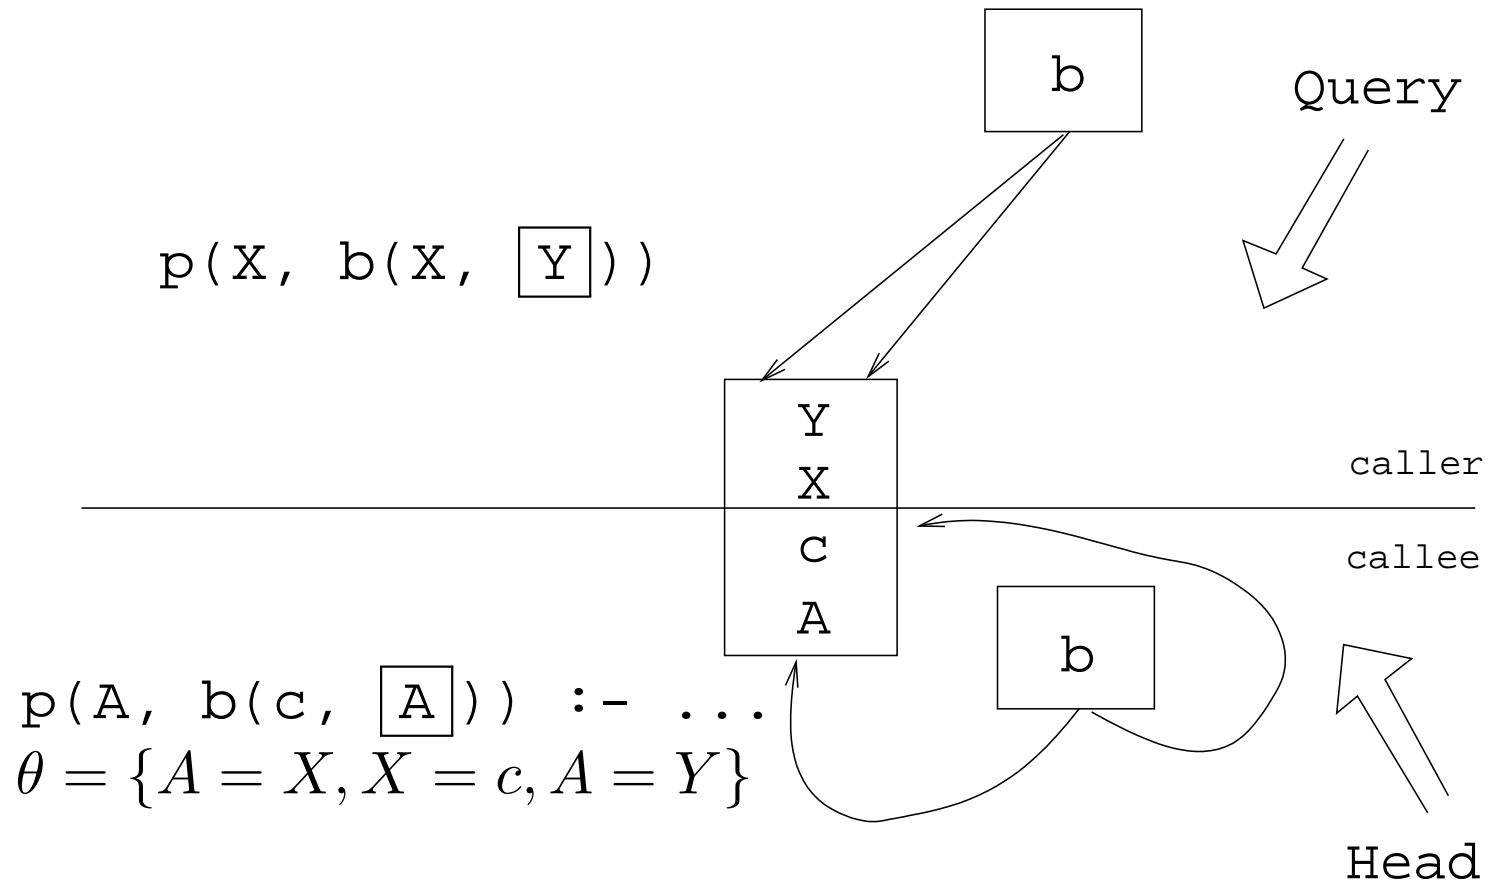 b
Query
p(X, b(X, Y))
Y
X
caller
c
callee
A
b
p(A, b(c, A)) :- ...
θ = {A = X, X = c, A = Y}
Head